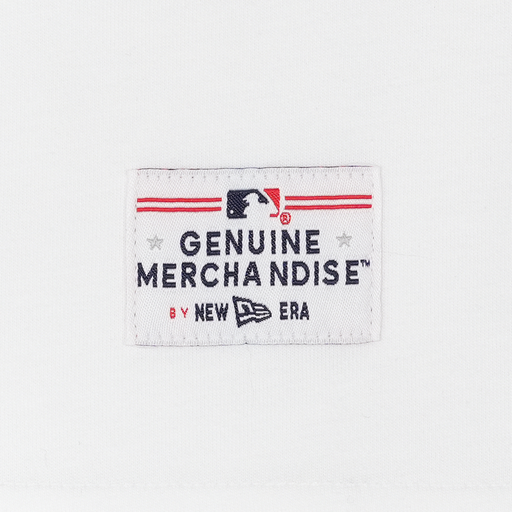 ®
GENUINE
MERCHANDISE™
BY NEW ERA